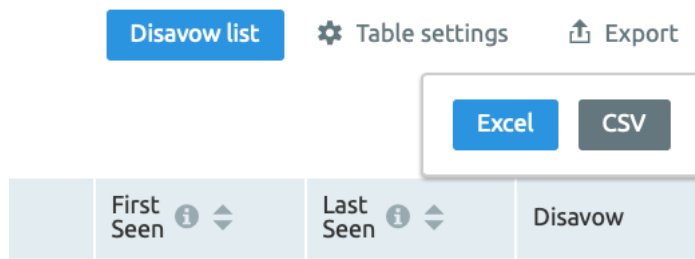 Disavow list Table settings Export
Excel CSV
First Seen Last Seen Disavow